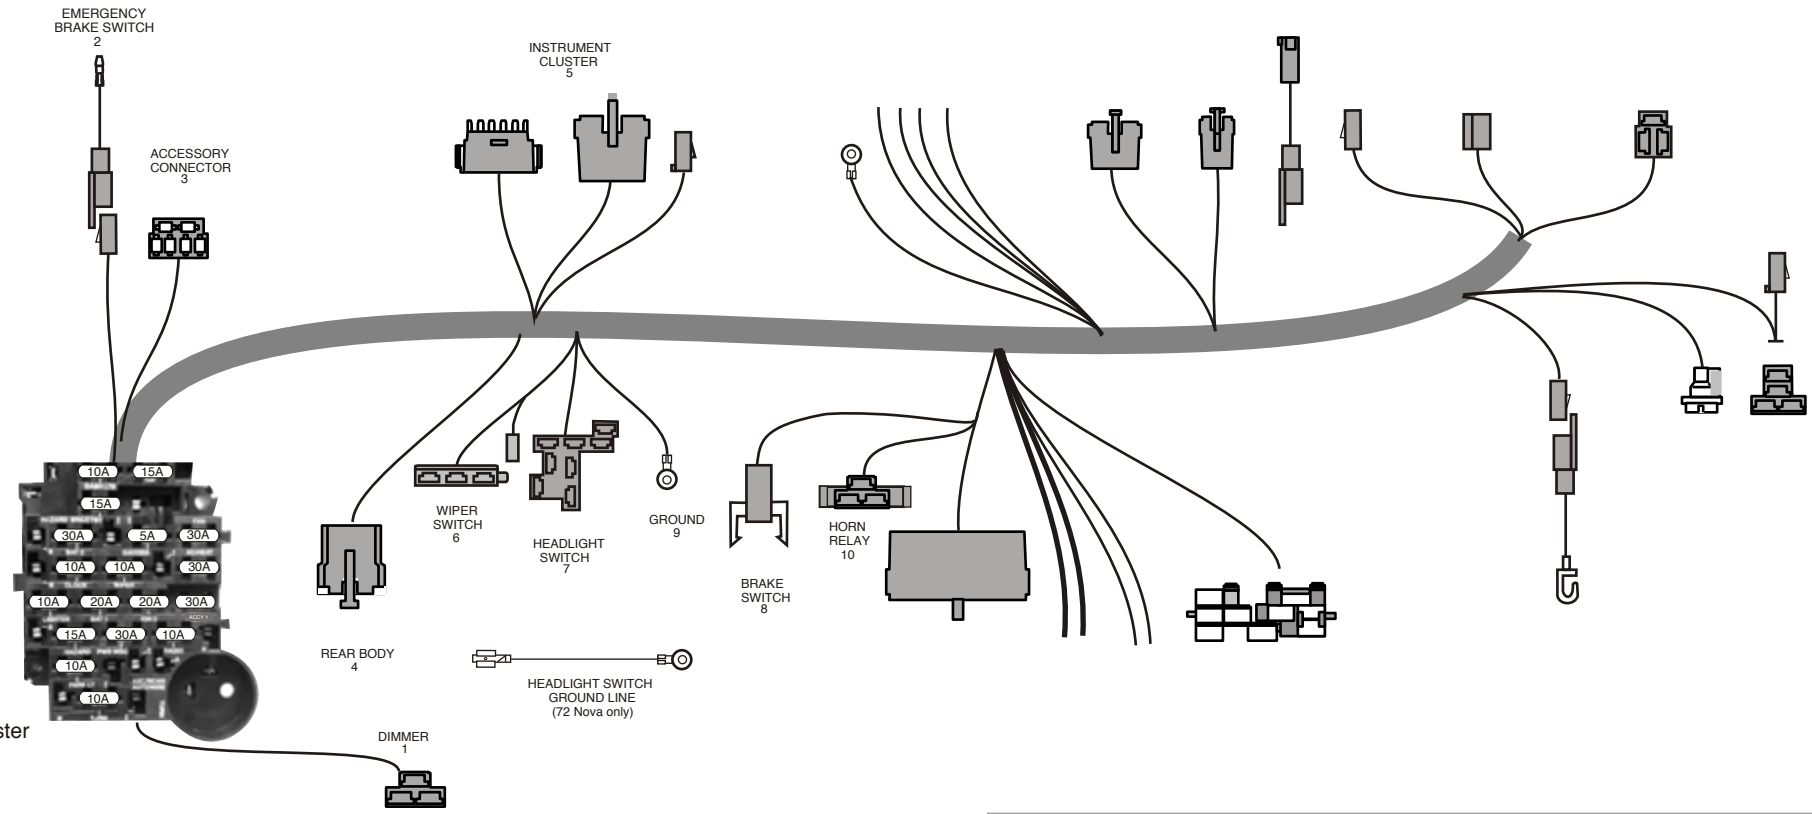 EMERGENCY
BRAKE SWITCH
2
ACCESSORY
CONNECTOR
3
INSTRUMENT
CLUSTER
5
10A 15A
15A
30A 5A 30A
10A 10A 30A
10A 20A 20A 30A
ACCY 1
15A 30A 10A
10A
10A
ster
DIMMER
1
REAR BODY
4
WIPER
SWITCH
6
HEADLIGHT
SWITCH
7
GROUND
9
HEADLIGHT SWITCH
GROUND LINE
(72 Nova only)
BRAKE
SWITCH
8
HORN
RELAY
10